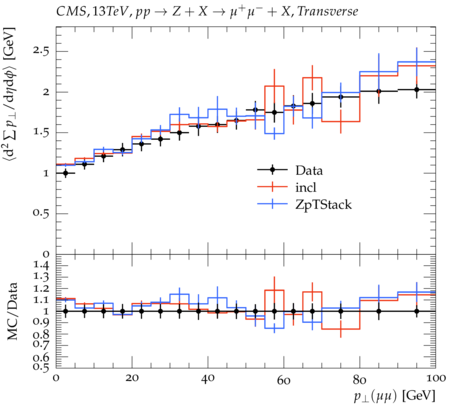 CMS, 13TeV, pp → Z + X → μ⁺μ⁻ + X, Transverse
⟨d² ∑ p⊥/dηdϕ⟩ [GeV]
2.5
2
1.5
1
0.5
0
Data
incl
ZpTStack
MC/Data
1.4
1.3
1.2
1.1
1
0.9
0.8
0.7
0.6
0.5
0 20 40 60 80 100
p⊥(μμ) [GeV]